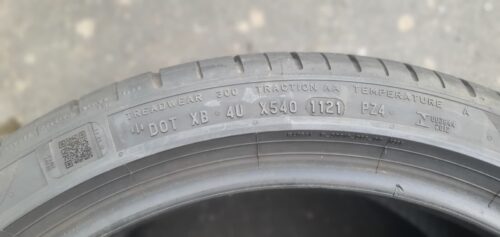 TREADWEAR 300 TRACTION AA TEMPERATURE A
DOT XB 4U X540 1121 PZ4